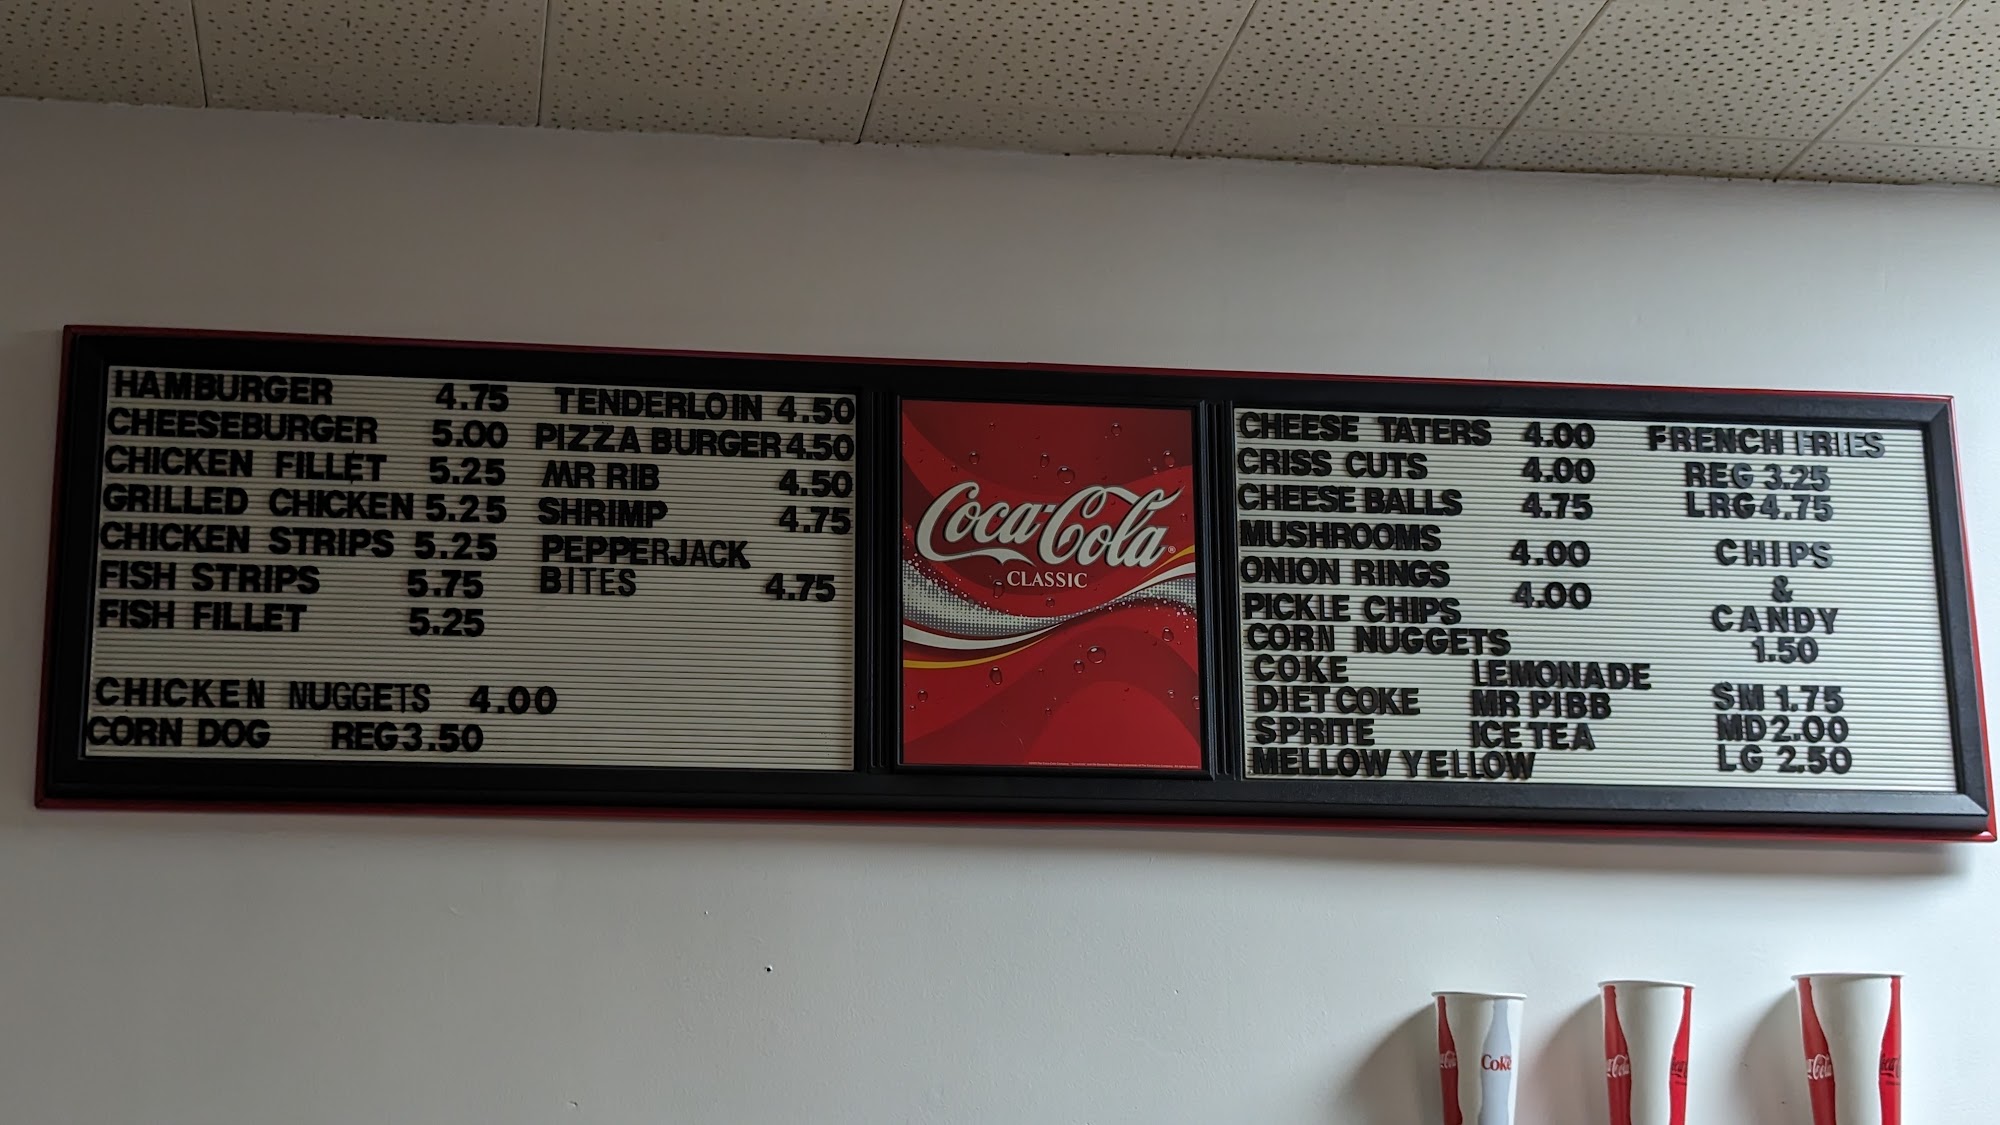 HAMBURGER 4.75
CHEESEBURGER 5.00
CHICKEN FILLET 5.25
GRILLED CHICKEN 5.25
CHICKEN STRIPS 5.25
FISH STRIPS 5.75
FISH FILLET 5.25
CHICKEN NUGGETS 4.00
CORN DOG REG 3.50
TENDERLOIN 4.50
PIZZA BURGER 4.50
MR RIB 4.50
SHRIMP 4.75
PEPPERJACK
BITES 4.75
Coca-Cola®
CLASSIC
CHEESE TATERS 4.00
CRISS CUTS 4.00
CHEESE BALLS 4.75
MUSHROOMS 4.00
ONION RINGS 4.00
PICKLE CHIPS
CORN NUGGETS
COKE LEMONADE
DIET COKE MR PIBB
SPRITE ICE TEA
MELLOW YELLOW
FRENCH FRIES
REG 3.25
LRG 4.75
CHIPS
&
CANDY
1.50
SM 1.75
MD 2.00
LG 2.50
Coke